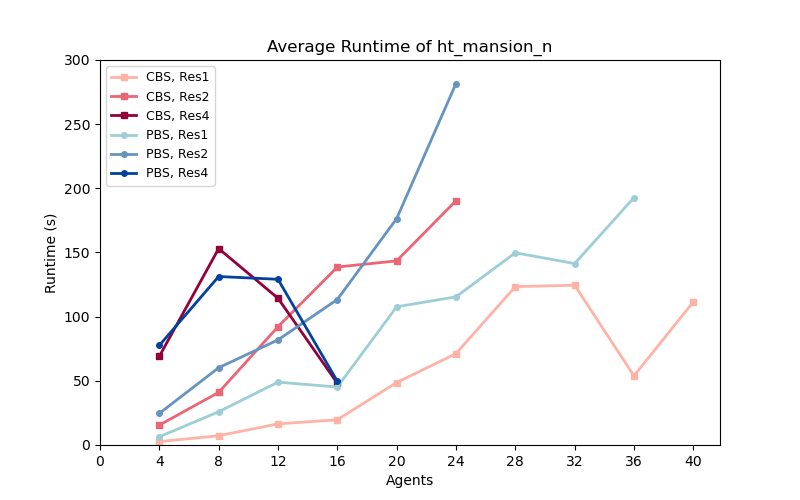 Average Runtime of ht_mansion_n
300
250
200
150
100
50
0
Runtime (s)
CBS, Res1
CBS, Res2
CBS, Res4
PBS, Res1
PBS, Res2
PBS, Res4
0 4 8 12 16 20 24 28 32 36 40
Agents